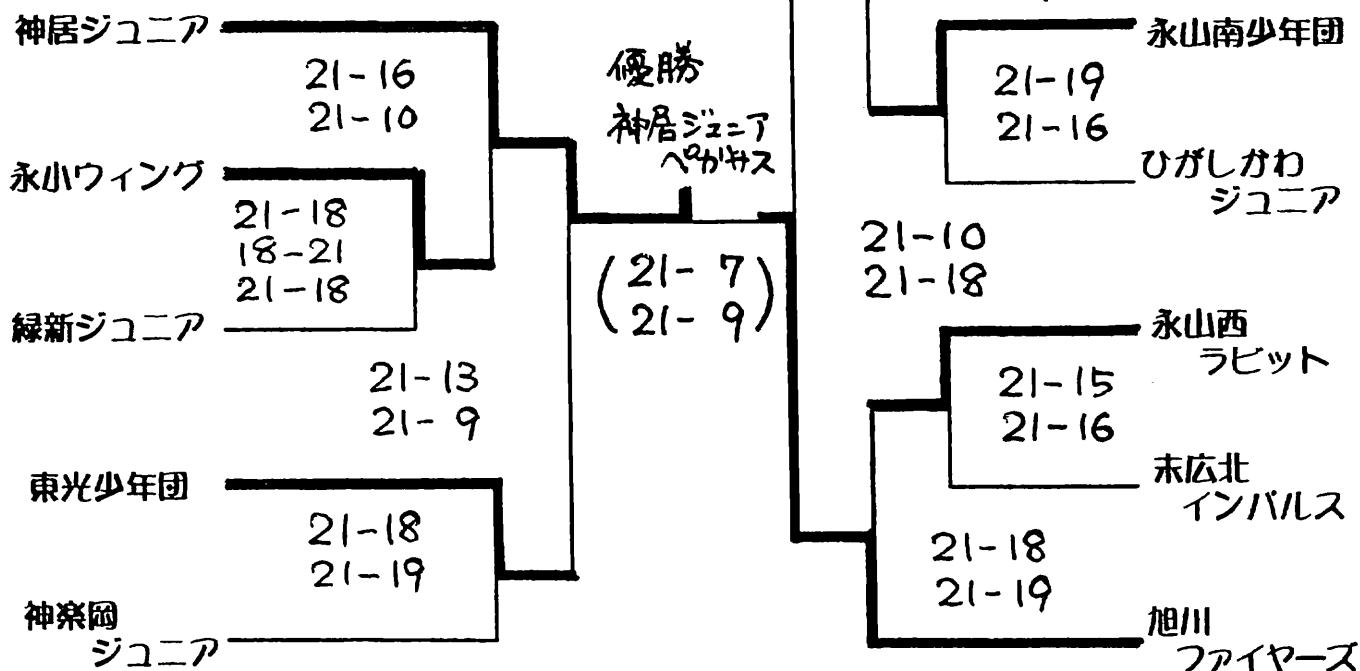 神居ジュニア
21-16
21-10
永小ウィング
21-18
18-21
21-18
緑新ジュニア
21-13
21- 9
東光少年団
21-18
21-19
神楽岡
ジュニア
優勝
神居ジュニア
ペガサス
(21- 7
21- 9)
永山南少年団
21-19
21-16
ひがしかわ
ジュニア
21-10
21-18
永山西
ラビット
21-15
21-16
末広北
インパルス
21-18
21-19
旭川
ファイヤーズ